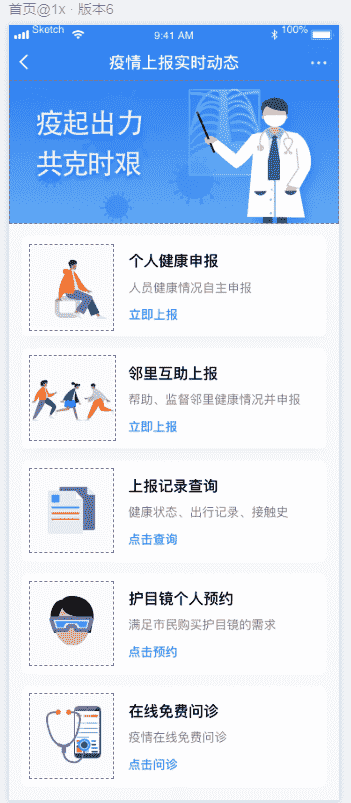 首页@1x · 版本6
Sketch 9:41 AM 100%
疫情上报实时动态
疫起出力
共克时艰
个人健康申报
人员健康情况自主申报
立即上报
邻里互助上报
帮助、监督邻里健康情况并申报
立即上报
上报记录查询
健康状态、出行记录、接触史
点击查询
护目镜个人预约
满足市民购买护目镜的需求
点击预约
在线免费问诊
疫情在线免费问诊
点击问诊